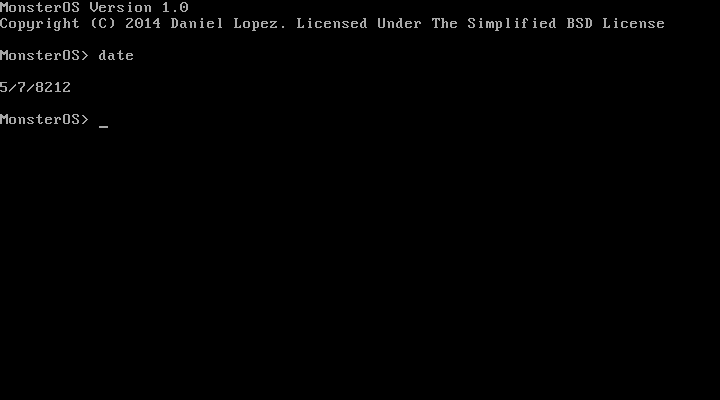 MonsterOS Version 1.0
Copyright (C) 2014 Daniel Lopez. Licensed Under The Simplified BSD License
MonsterOS> date
5/7/8212
MonsterOS> _